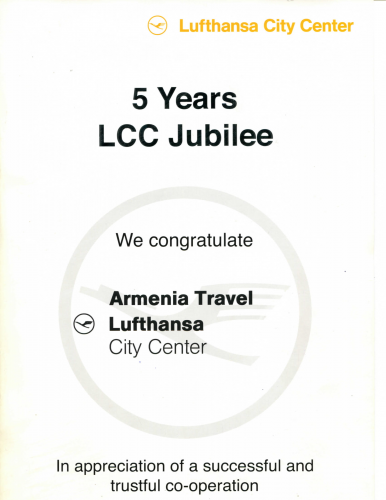 Lufthansa City Center
5 Years
LCC Jubilee
We congratulate
Armenia Travel
Lufthansa
City Center
In appreciation of a successful and
trustful co-operation